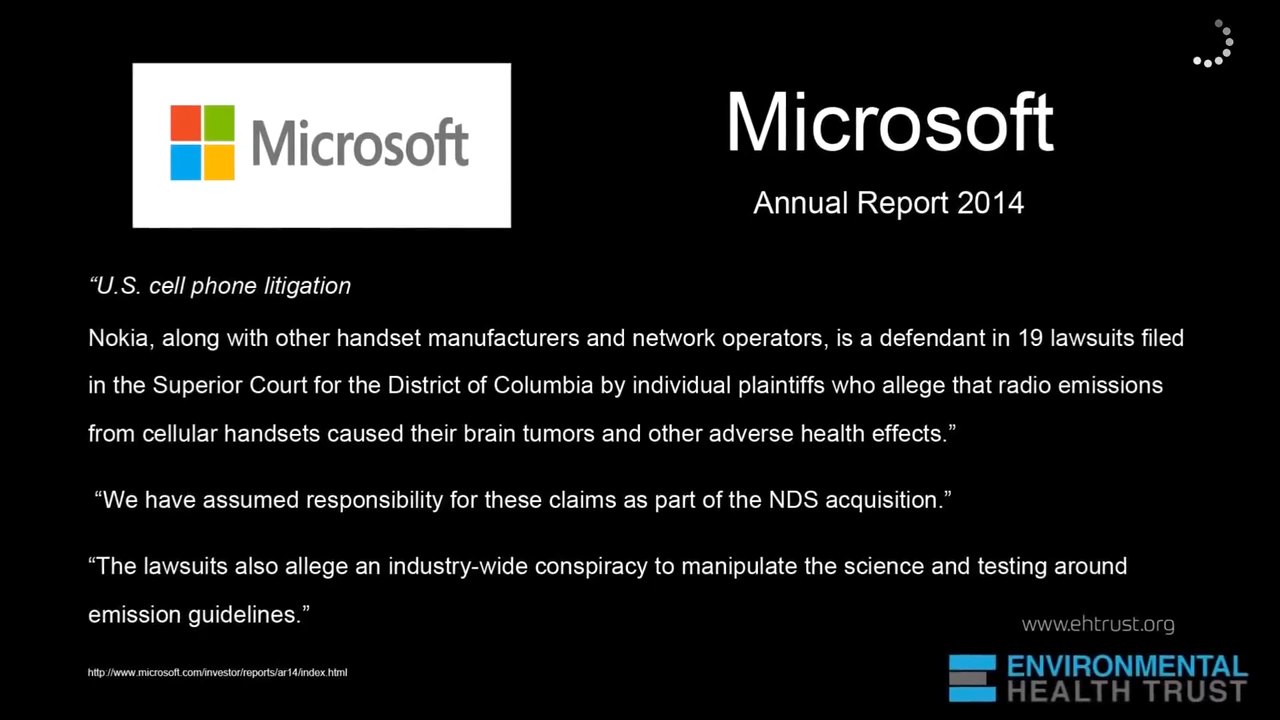 Microsoft
Microsoft
Annual Report 2014
“U.S. cell phone litigation
Nokia, along with other handset manufacturers and network operators, is a defendant in 19 lawsuits filed
in the Superior Court for the District of Columbia by individual plaintiffs who allege that radio emissions
from cellular handsets caused their brain tumors and other adverse health effects.”
“We have assumed responsibility for these claims as part of the NDS acquisition.”
“The lawsuits also allege an industry-wide conspiracy to manipulate the science and testing around
emission guidelines.”
www.ehtrust.org
http://www.microsoft.com/investor/reports/ar14/index.html
ENVIRONMENTAL
HEALTH TRUST